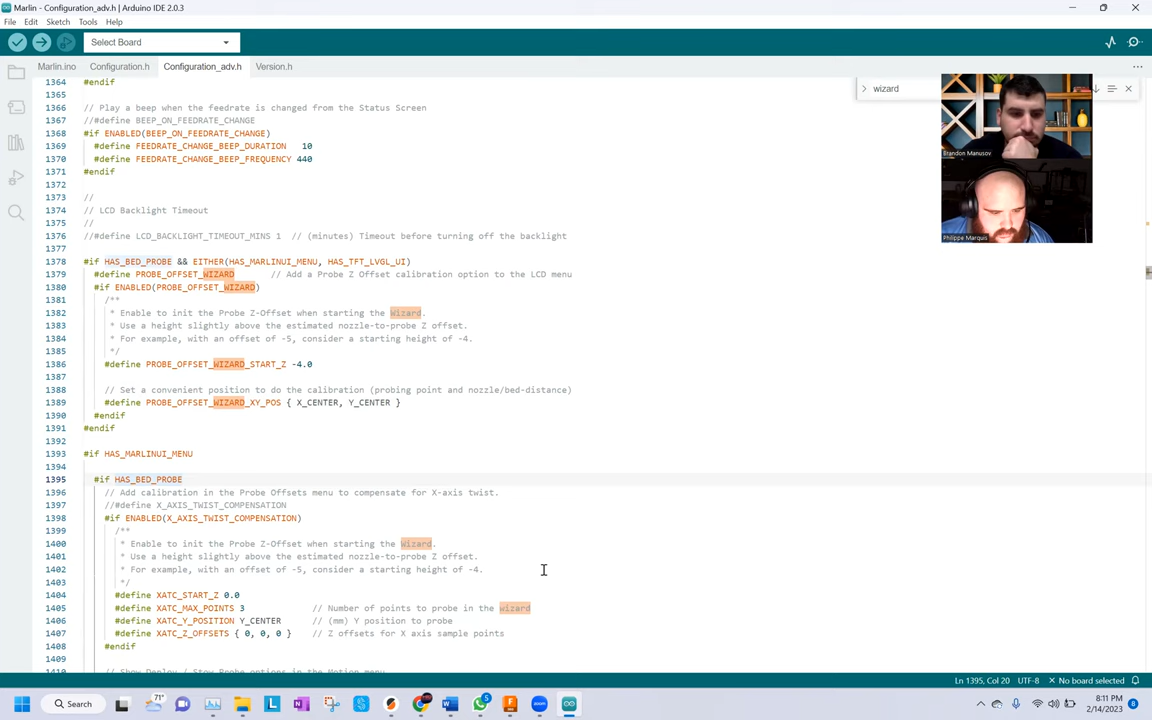 Marlin - Configuration_adv.h | Arduino IDE 2.0.3
File Edit Sketch Tools Help
Select Board
Marlin.ino Configuration.h Configuration_adv.h Version.h
wizard
1364 #endif
1365
1366 // Play a beep when the feedrate is changed from the Status Screen
1367 //#define BEEP_ON_FEEDRATE_CHANGE
1368 #if ENABLED(BEEP_ON_FEEDRATE_CHANGE)
1369 #define FEEDRATE_CHANGE_BEEP_DURATION 10
1370 #define FEEDRATE_CHANGE_BEEP_FREQUENCY 440
1371 #endif
1372
1373 //
1374 // LCD Backlight Timeout
1375 //
1376 //#define LCD_BACKLIGHT_TIMEOUT_MINS 1 // (minutes) Timeout before turning off the backlight
1377
1378 #if HAS_BED_PROBE && EITHER(HAS_MARLINUI_MENU, HAS_TFT_LVGL_UI)
1379 #define PROBE_OFFSET_WIZARD // Add a Probe Z Offset calibration option to the LCD menu
1380 #if ENABLED(PROBE_OFFSET_WIZARD)
1381 /**
1382 * Enable to init the Probe Z-Offset when starting the Wizard.
1383 * Use a height slightly above the estimated nozzle-to-probe Z offset.
1384 * For example, with an offset of -5, consider a starting height of -4.
1385 */
1386 #define PROBE_OFFSET_WIZARD_START_Z -4.0
1387
1388 // Set a convenient position to do the calibration (probing point and nozzle/bed-distance)
1389 #define PROBE_OFFSET_WIZARD_XY_POS { X_CENTER, Y_CENTER }
1390 #endif
1391 #endif
1392
1393 #if HAS_MARLINUI_MENU
1394
1395 #if HAS_BED_PROBE
1396 // Add calibration in the Probe Offsets menu to compensate for X-axis twist.
1397 //#define X_AXIS_TWIST_COMPENSATION
1398 #if ENABLED(X_AXIS_TWIST_COMPENSATION)
1399 /**
1400 * Enable to init the Probe Z-Offset when starting the Wizard.
1401 * Use a height slightly above the estimated nozzle-to-probe Z offset.
1402 * For example, with an offset of -5, consider a starting height of -4.
1403 */
1404 #define XATC_START_Z 0.0
1405 #define XATC_MAX_POINTS 3 // Number of points to probe in the wizard
1406 #define XATC_Y_POSITION Y_CENTER // (mm) Y position to probe
1407 #define XATC_Z_OFFSETS { 0, 0, 0 } // Z offsets for X axis sample points
1408 #endif
1409
1410 // Show Deploy / Stow Probe options in the Motion menu
Brandon Manusov
Philippe Marquis
Ln 1395, Col 20 UTF-8 No board selected
71°
Search
5
8:11 PM
2/14/2023
8